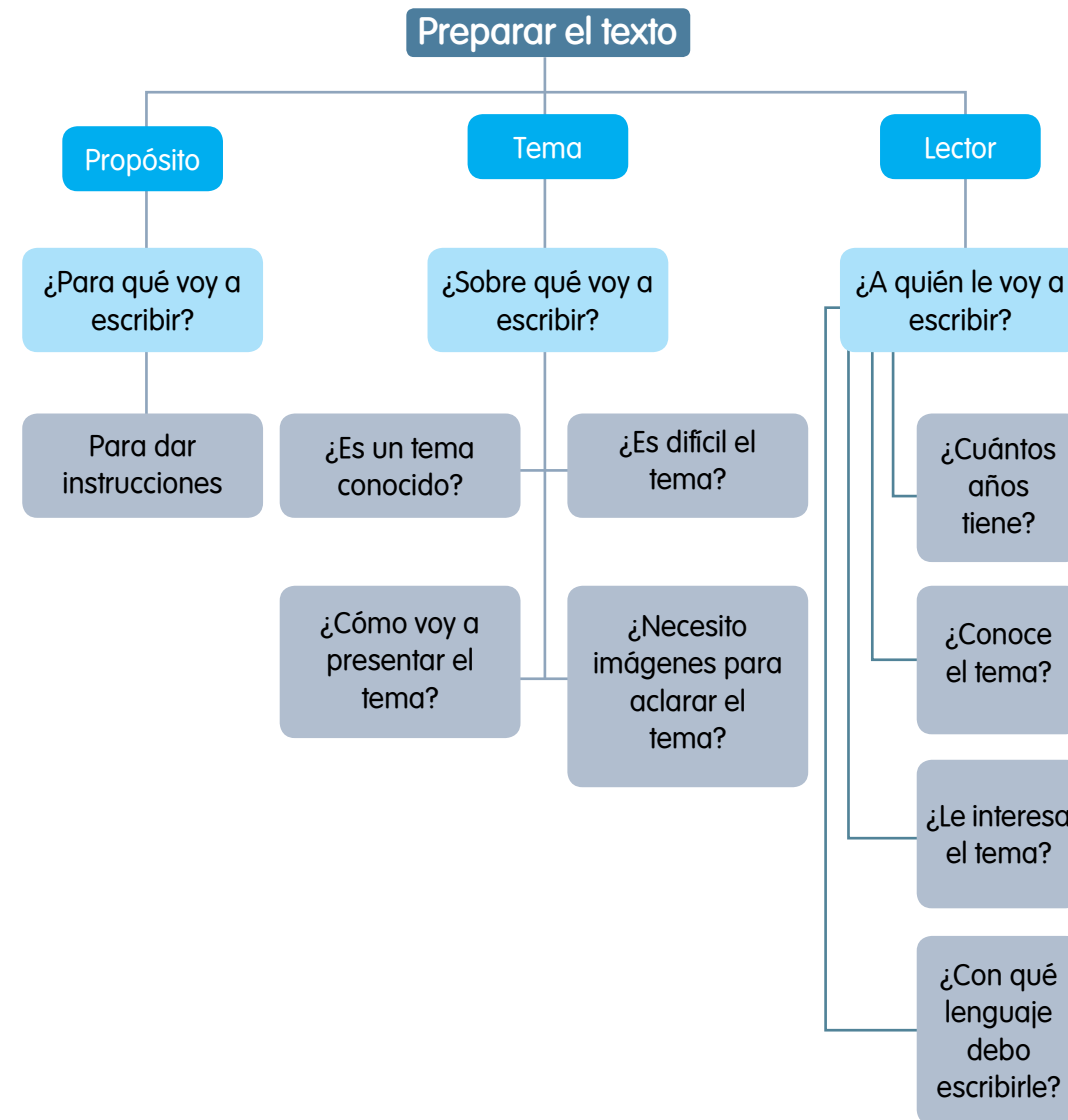 Preparar el texto
Propósito
Tema
Lector
¿Para qué voy a
escribir?
¿Sobre qué voy a
escribir?
¿A quién le voy a
escribir?
Para dar
instrucciones
¿Es un tema
conocido?
¿Es difícil el
tema?
¿Cómo voy a
presentar el
tema?
¿Necesito
imágenes para
aclarar el
tema?
¿Cuántos
años
tiene?
¿Conoce
el tema?
¿Le interesa
el tema?
¿Con qué
lenguaje
debo
escribirle?